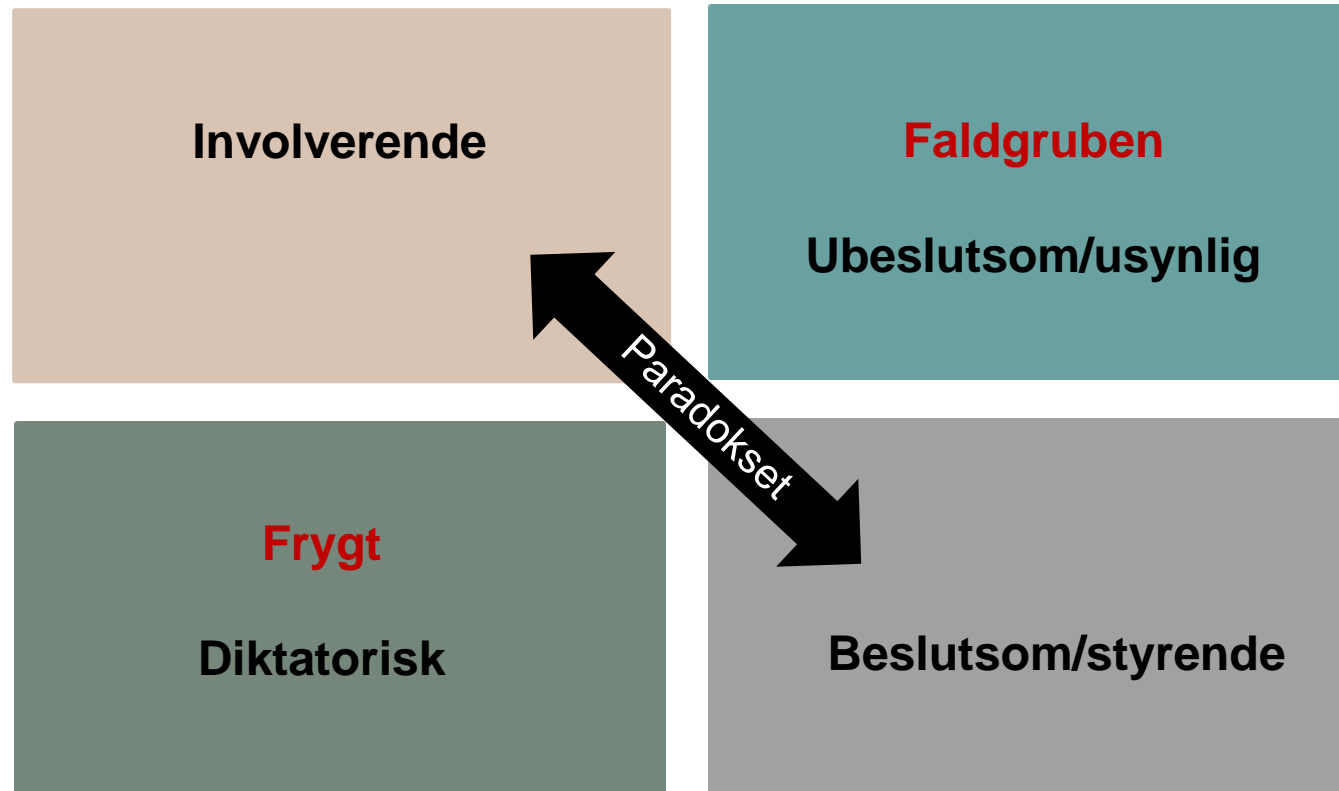 Involverende
Faldgruben
Ubeslutsom/usynlig
Paradokset
Frygt
Diktatorisk
Beslutsom/styrende